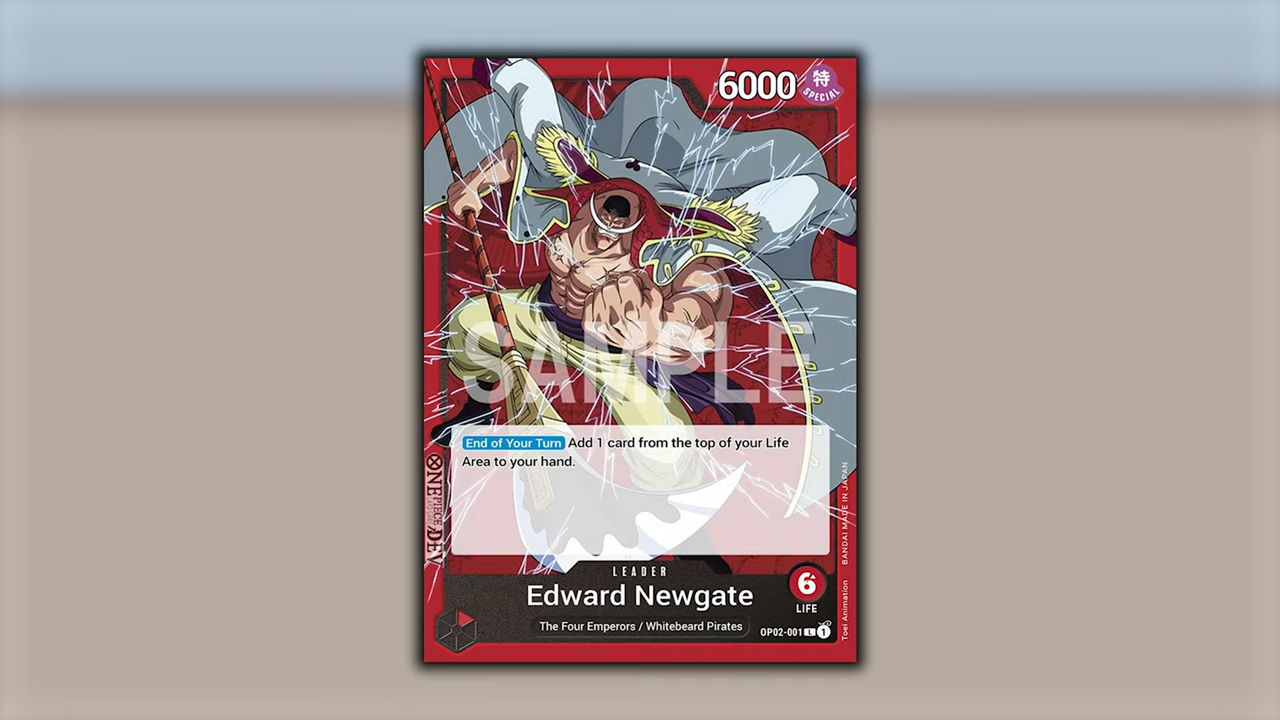 6000
特
SPECIAL
SAMPLE
End of Your Turn Add 1 card from the top of your Life
Area to your hand.
LEADER
Edward Newgate
6
LIFE
The Four Emperors / Whitebeard Pirates
OP02-001 L 1
Toei Animation BANDAI MADE IN JAPAN